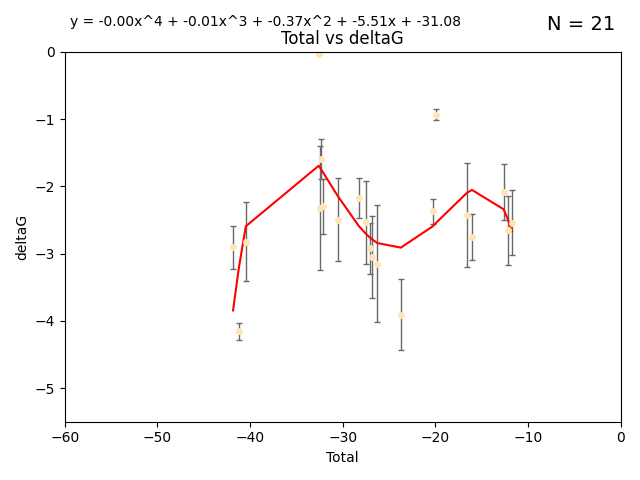 y = -0.00x^4 + -0.01x^3 + -0.37x^2 + -5.51x + -31.08
N = 21
Total vs deltaG
0
−1
−2
−3
−4
−5
deltaG
−60 −50 −40 −30 −20 −10 0
Total